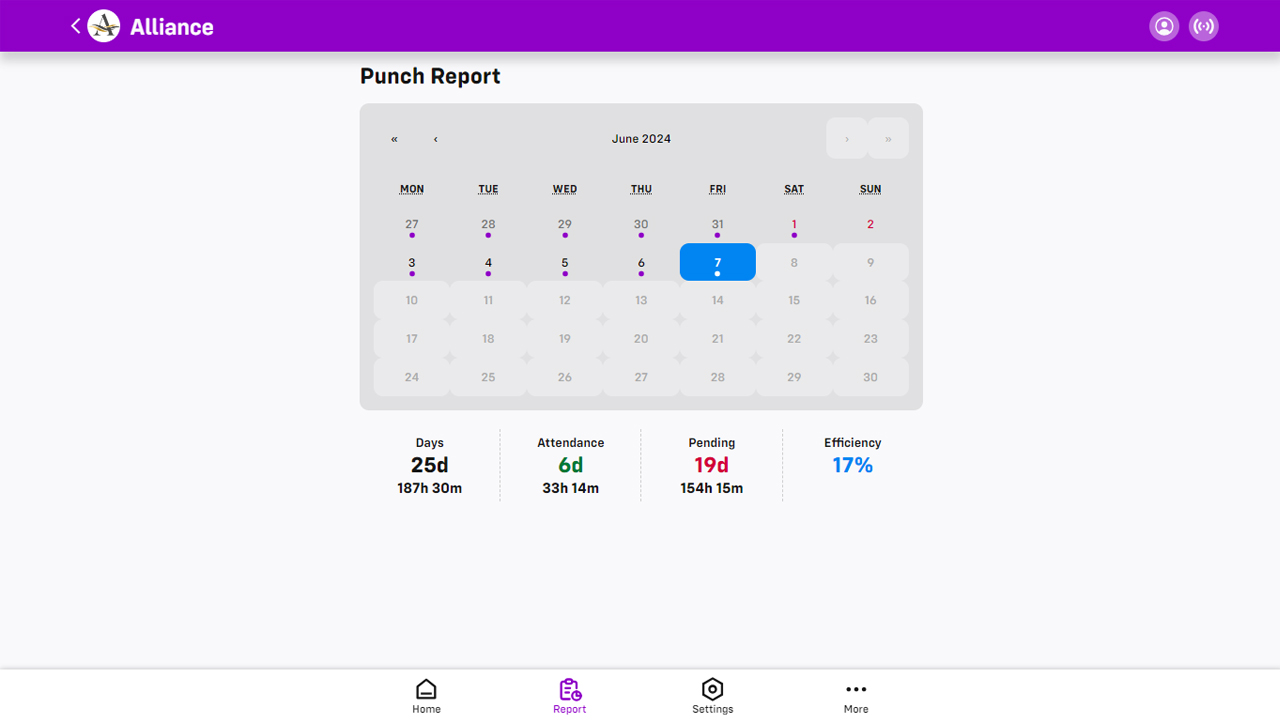 Alliance
Punch Report
« ‹ June 2024 › »
MON TUE WED THU FRI SAT SUN
27 28 29 30 31 1 2
3 4 5 6 7 8 9
10 11 12 13 14 15 16
17 18 19 20 21 22 23
24 25 26 27 28 29 30
Days Attendance Pending Efficiency
25d 6d 19d 17%
187h 30m 33h 14m 154h 15m
Home Report Settings More